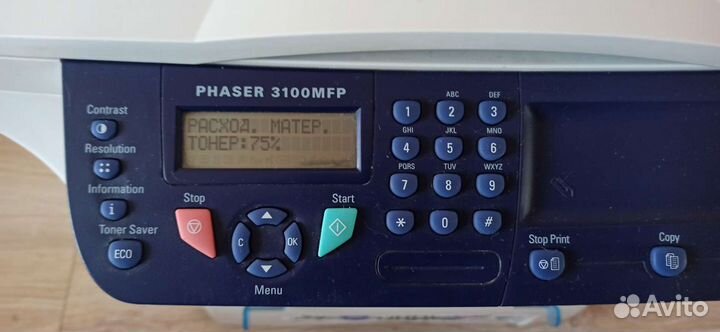 PHASER 3100MFP
РАСХОД. МАТЕР.
ТОНЕР:75%
Contrast
Resolution
Information
i
Toner Saver
ECO
Stop
Start
C
OK
Menu
ABC
DEF
1
2
3
GHI
JKL
MNO
4
5
6
PQRS
TUV
WXYZ
7
8
9
*
0
#
Stop Print
Copy
Avito